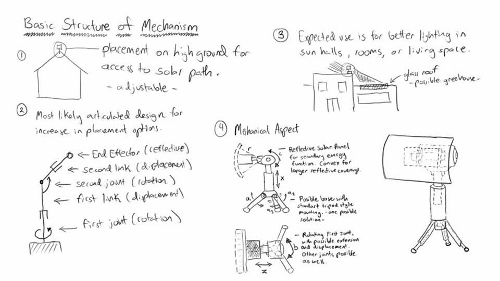 Basic Structure of Mechanism
①
placement on high ground for
access to solar path.
- adjustable -
②
Most likely articulated design for
increase in placement options.
End Effector (reflective)
second link (displacement)
second joint (rotation)
first link (displacement)
first joint (rotation)
③ Expected use is for better lighting in
sun halls, rooms, or living space.
glass roof
- possible greenhouse -
④ Mechanical Aspect
- Reflective Solar Panel
for secondary energy
function. Convex for
larger reflective coverage.
- Possible base with
standard tripod style
mounting. - one possible
solution -
- Rotating First Joint,
with possible extension
and displacement.
Other joints possible
as well.